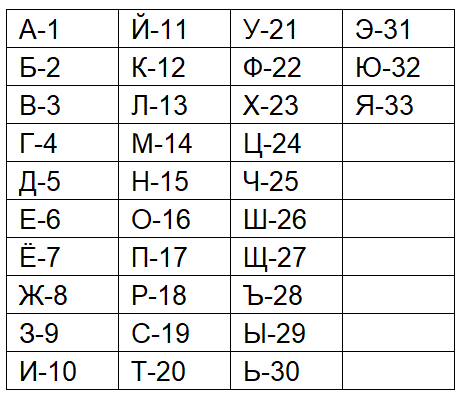 А-1 Й-11 У-21 Э-31
Б-2 К-12 Ф-22 Ю-32
В-3 Л-13 Х-23 Я-33
Г-4 М-14 Ц-24
Д-5 Н-15 Ч-25
Е-6 О-16 Ш-26
Ё-7 П-17 Щ-27
Ж-8 Р-18 Ъ-28
З-9 С-19 Ы-29
И-10 Т-20 Ь-30